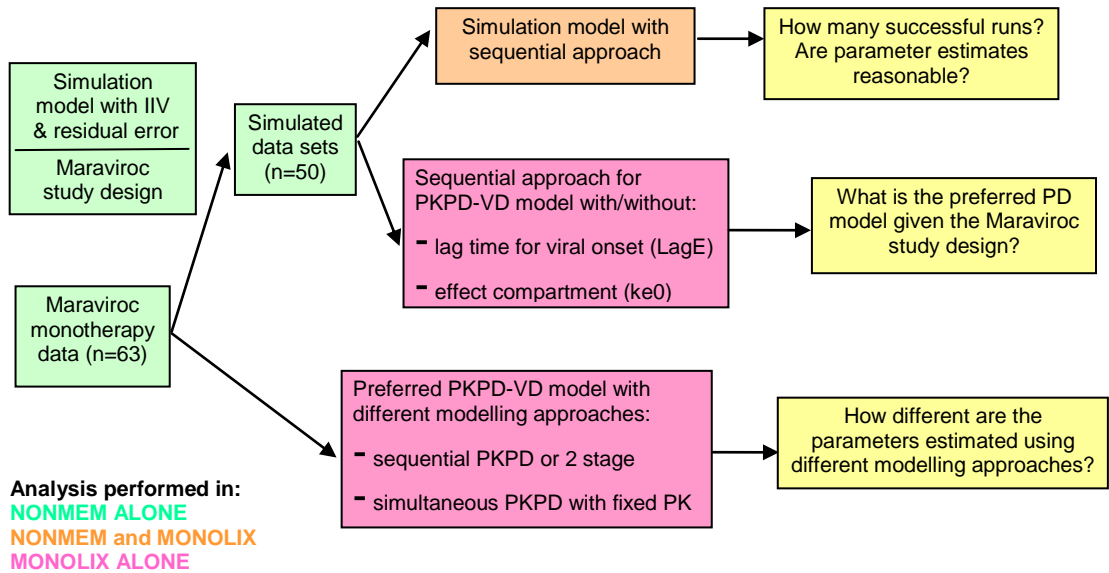 Simulation
model with IIV
& residual error
Maraviroc
study design
Maraviroc
monotherapy
data (n=63)
Simulated
data sets
(n=50)
Simulation model with
sequential approach
How many successful runs?
Are parameter estimates
reasonable?
Sequential approach for
PKPD-VD model with/without:
- lag time for viral onset (LagE)
- effect compartment (ke0)
What is the preferred PD
model given the Maraviroc
study design?
Preferred PKPD-VD model with
different modelling approaches:
- sequential PKPD or 2 stage
- simultaneous PKPD with fixed PK
How different are the
parameters estimated using
different modelling approaches?
Analysis performed in:
NONMEM ALONE
NONMEM and MONOLIX
MONOLIX ALONE